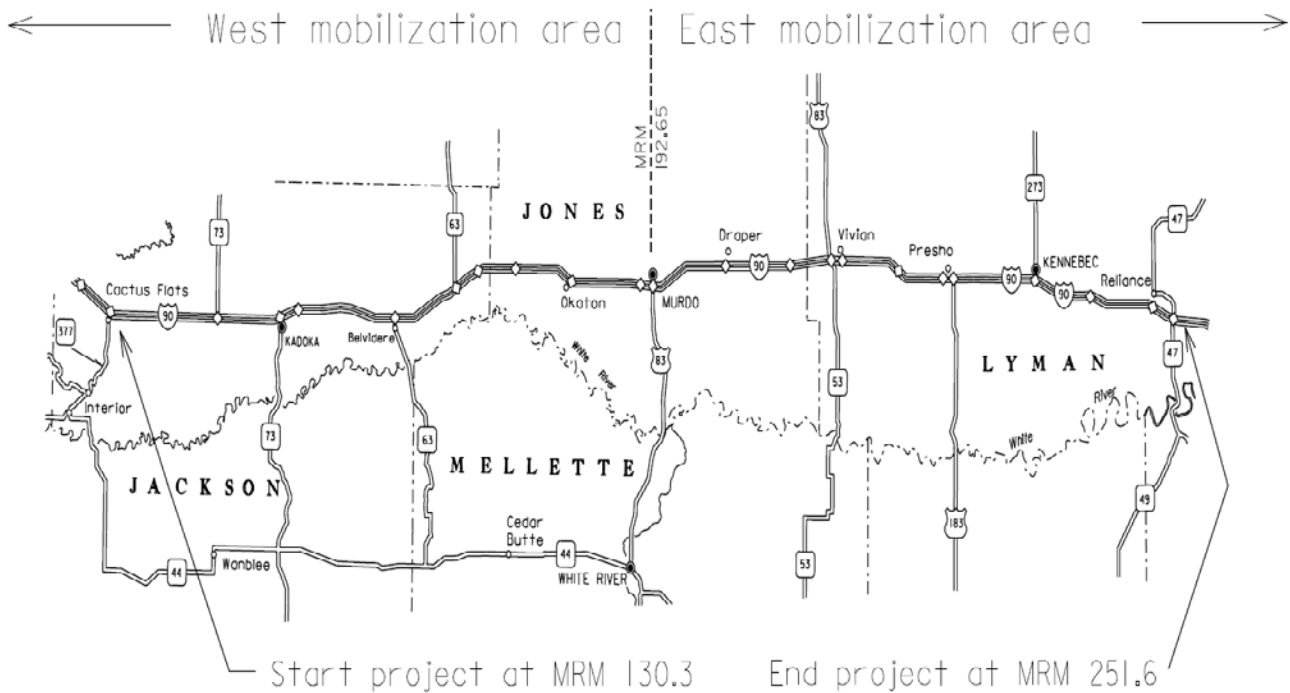 West mobilization area
East mobilization area
MRM
192.65
83
273
47
73
63
JONES
Draper
Vivian
Presho
KENNEBEC
Reliance
90
90
90
90
Cactus Flats
Okaton
MURDO
377
KADOKA
Belvidere
White
River
83
LYMAN
47
53
Interior
River
White
73
63
MELLETTE
JACKSON
49
Cedar
Butte
183
44
Wanblee
44
WHITE RIVER
53
Start project at MRM 130.3
End project at MRM 251.6